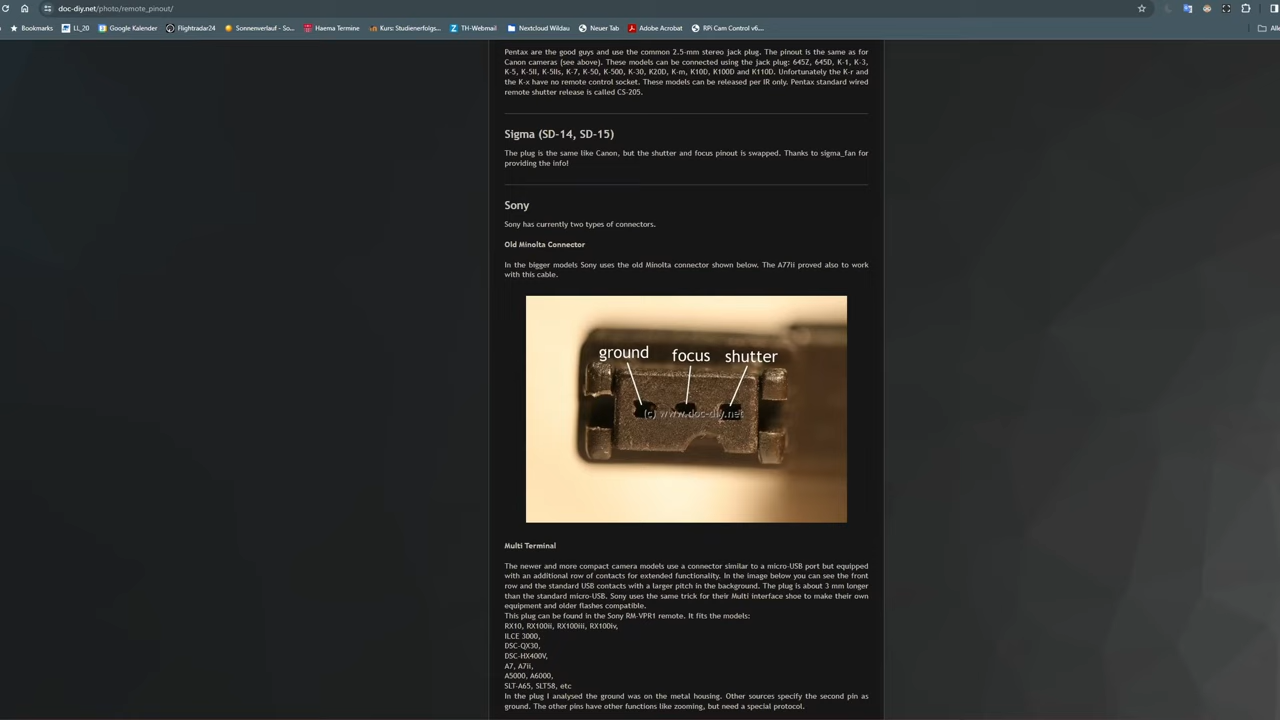 doc-diy.net/photo/remote_pinout/
Bookmarks LL_20 Google Kalender Flightradar24 Sonnenverlauf – So... Haema Termine Kurs: Studienerfolgs... TH-Webmail Nextcloud Wildau Neuer Tab Adobe Acrobat RPi Cam Control v6.... Alle
Pentax are the good guys and use the common 2.5-mm stereo jack plug. The pinout is the same as for
Canon cameras (see above). These models can be connected using the jack plug: 645Z, 645D, K-1, K-3,
K-5, K-5II, K-5IIs, K-7, K-50, K-500, K-30, K20D, K-m, K10D, K100D and K110D. Unfortunately the K-r and
the K-x have no remote control socket. These models can be released per IR only. Pentax standard wired
remote shutter release is called CS-205.
Sigma (SD-14, SD-15)
The plug is the same like Canon, but the shutter and focus pinout is swapped. Thanks to sigma_fan for
providing the info!
Sony
Sony has currently two types of connectors.
Old Minolta Connector
In the bigger models Sony uses the old Minolta connector shown below. The A77ii proved also to work
with this cable.
ground focus shutter
(c) www.doc-diy.net
Multi Terminal
The newer and more compact camera models use a connector similar to a micro-USB port but equipped
with an additional row of contacts for extended functionality. In the image below you can see the front
row and the standard USB contacts with a larger pitch in the background. The plug is about 3 mm longer
than the standard micro-USB. Sony uses the same trick for their Multi interface shoe to make their own
equipment and older flashes compatible.
This plug can be found in the Sony RM-VPR1 remote. It fits the models:
RX10, RX100ii, RX100iii, RX100iv,
ILCE 3000,
DSC-QX30,
DSC-HX400V,
A7, A7ii,
A5000, A6000,
SLT-A65, SLT58, etc
In the plug I analysed the ground was on the metal housing. Other sources specify the second pin as
ground. The other pins have other functions like zooming, but need a special protocol.